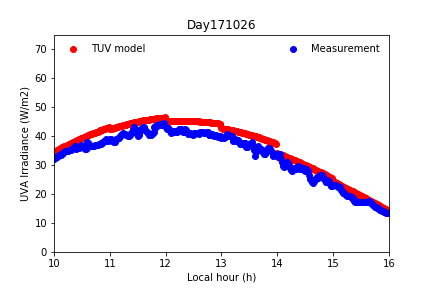 Day171026
TUV model
Measurement
UVA Irradiance (W/m2)
70
60
50
40
30
20
10
0
10 11 12 13 14 15 16
Local hour (h)